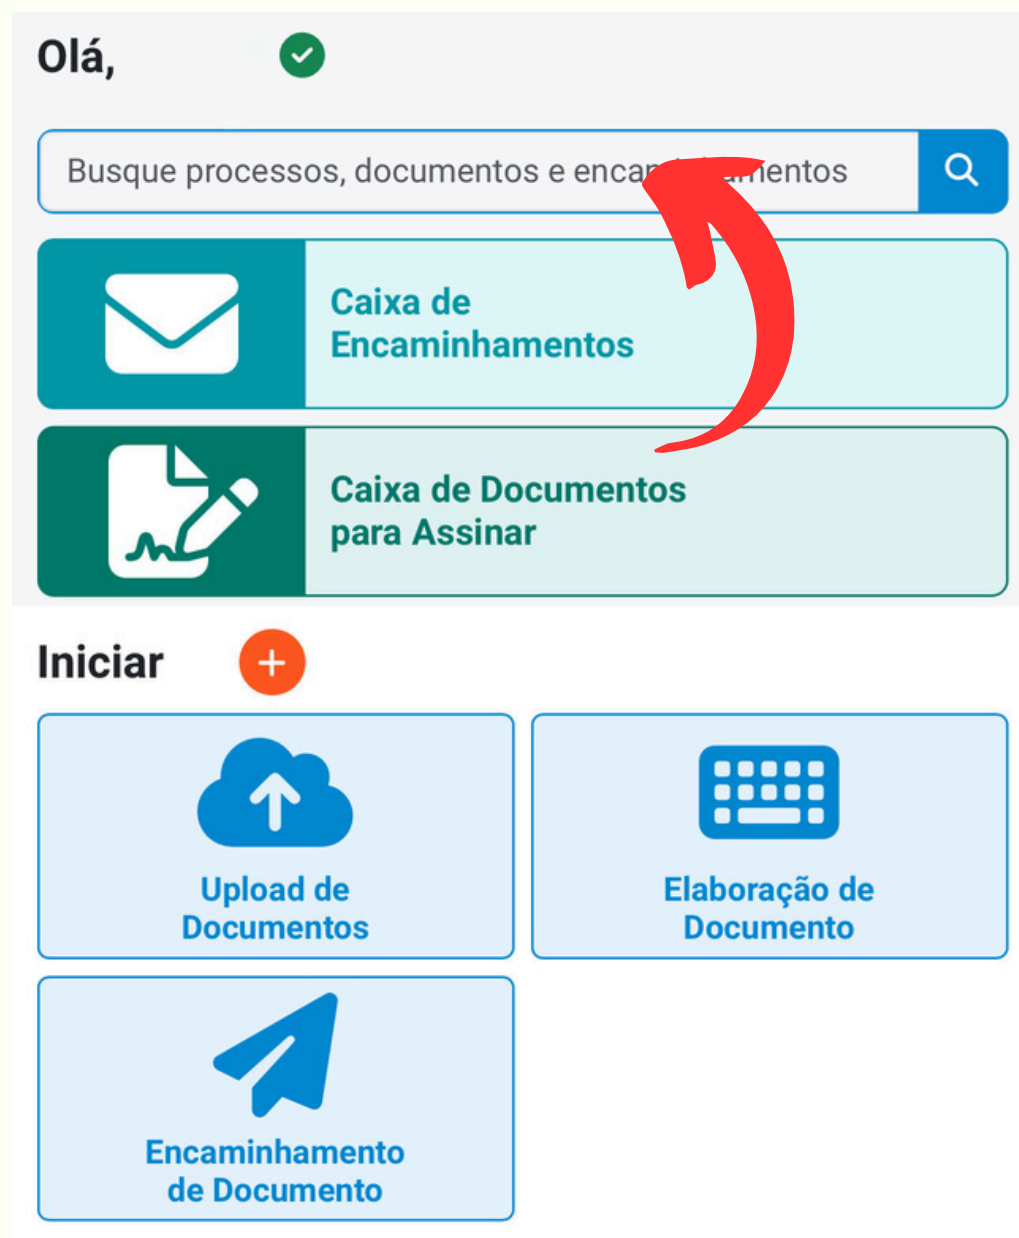 Olá,
Busque processos, documentos e encaminhamentos
Caixa de
Encaminhamentos
Caixa de Documentos
para Assinar
Iniciar
Upload de
Documentos
Elaboração de
Documento
Encaminhamento
de Documento